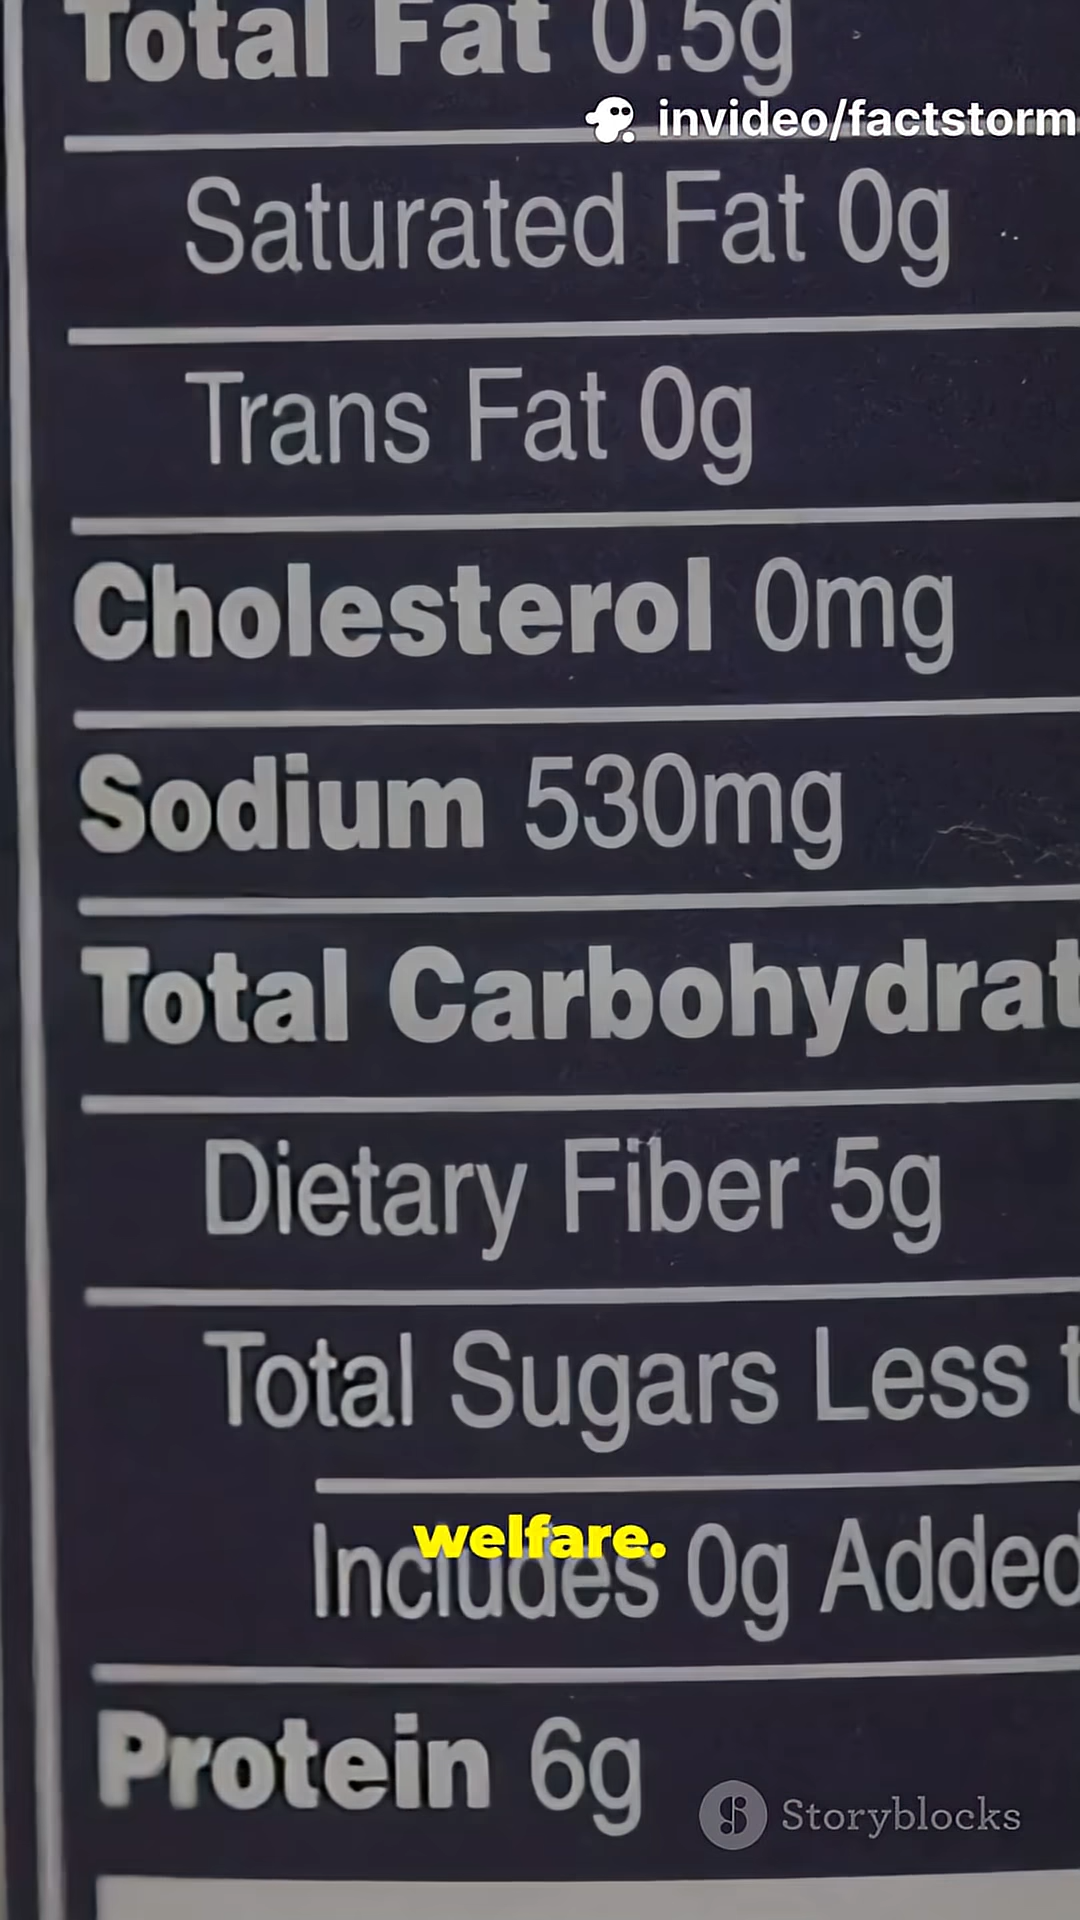 Total Fat 0.5g
invideo/factstorm
Saturated Fat 0g
Trans Fat 0g
Cholesterol 0mg
Sodium 530mg
Total Carbohydrat
Dietary Fiber 5g
Total Sugars Less t
welfare.
Includes 0g Added
Protein 6g
Storyblocks